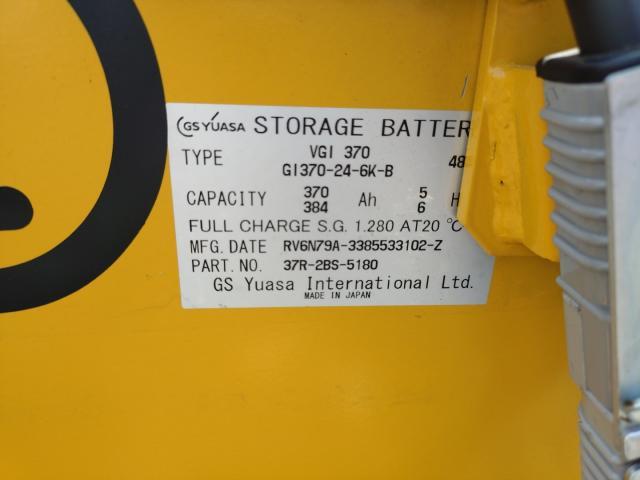 GS YUASA STORAGE BATTER
TYPE VGI 370 48
GI370-24-6K-B
CAPACITY 370 Ah 5 H
384 6
FULL CHARGE S.G. 1.280 AT20 ℃
MFG. DATE RV6N79A-3385533102-Z
PART. NO. 37R-2BS-5180
GS Yuasa International Ltd.
MADE IN JAPAN